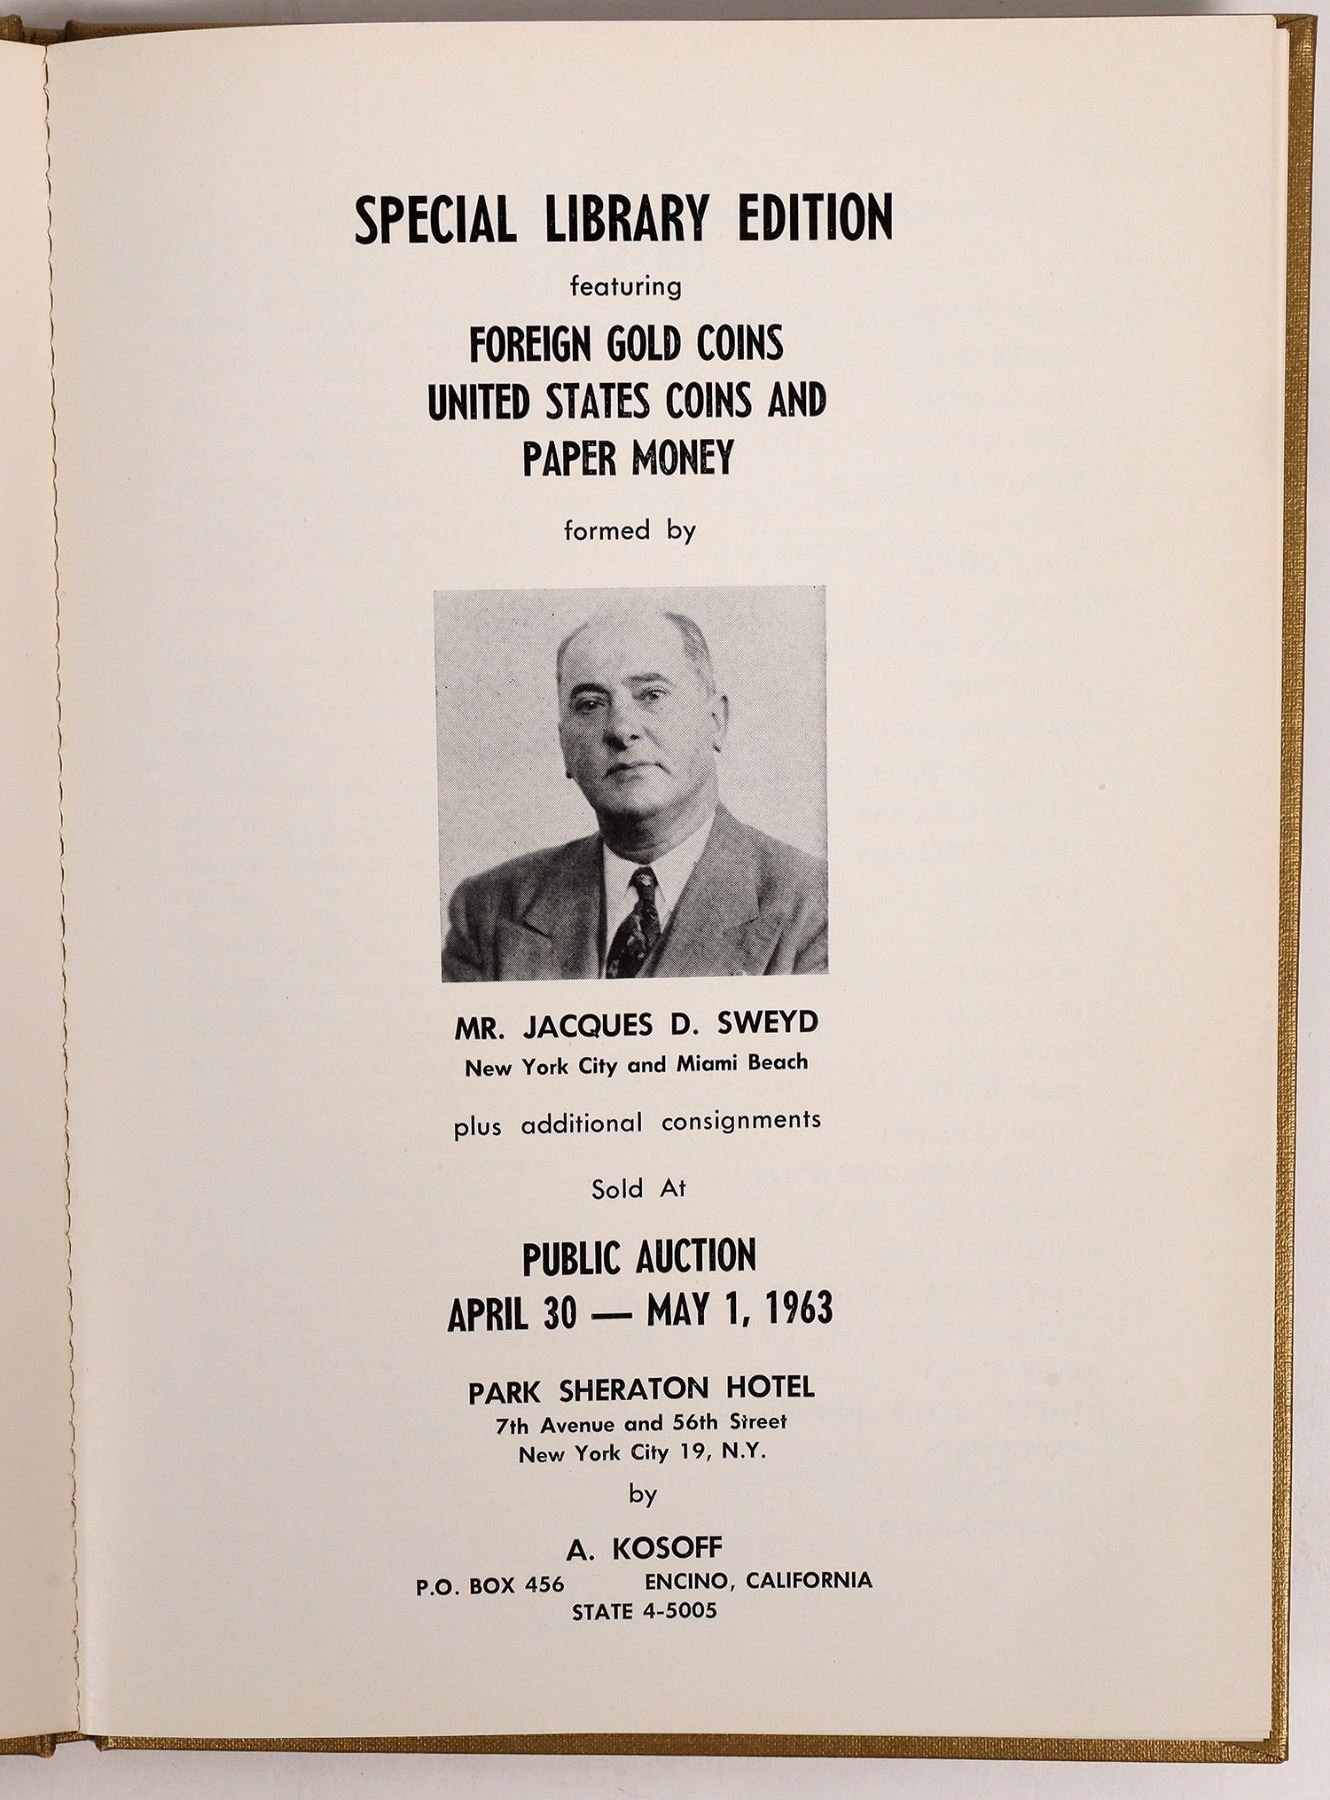 SPECIAL LIBRARY EDITION
featuring
FOREIGN GOLD COINS
UNITED STATES COINS AND
PAPER MONEY
formed by
MR. JACQUES D. SWEYD
New York City and Miami Beach
plus additional consignments
Sold At
PUBLIC AUCTION
APRIL 30 — MAY 1, 1963
PARK SHERATON HOTEL
7th Avenue and 56th Street
New York City 19, N.Y.
by
A. KOSOFF
P.O. BOX 456 ENCINO, CALIFORNIA
STATE 4-5005